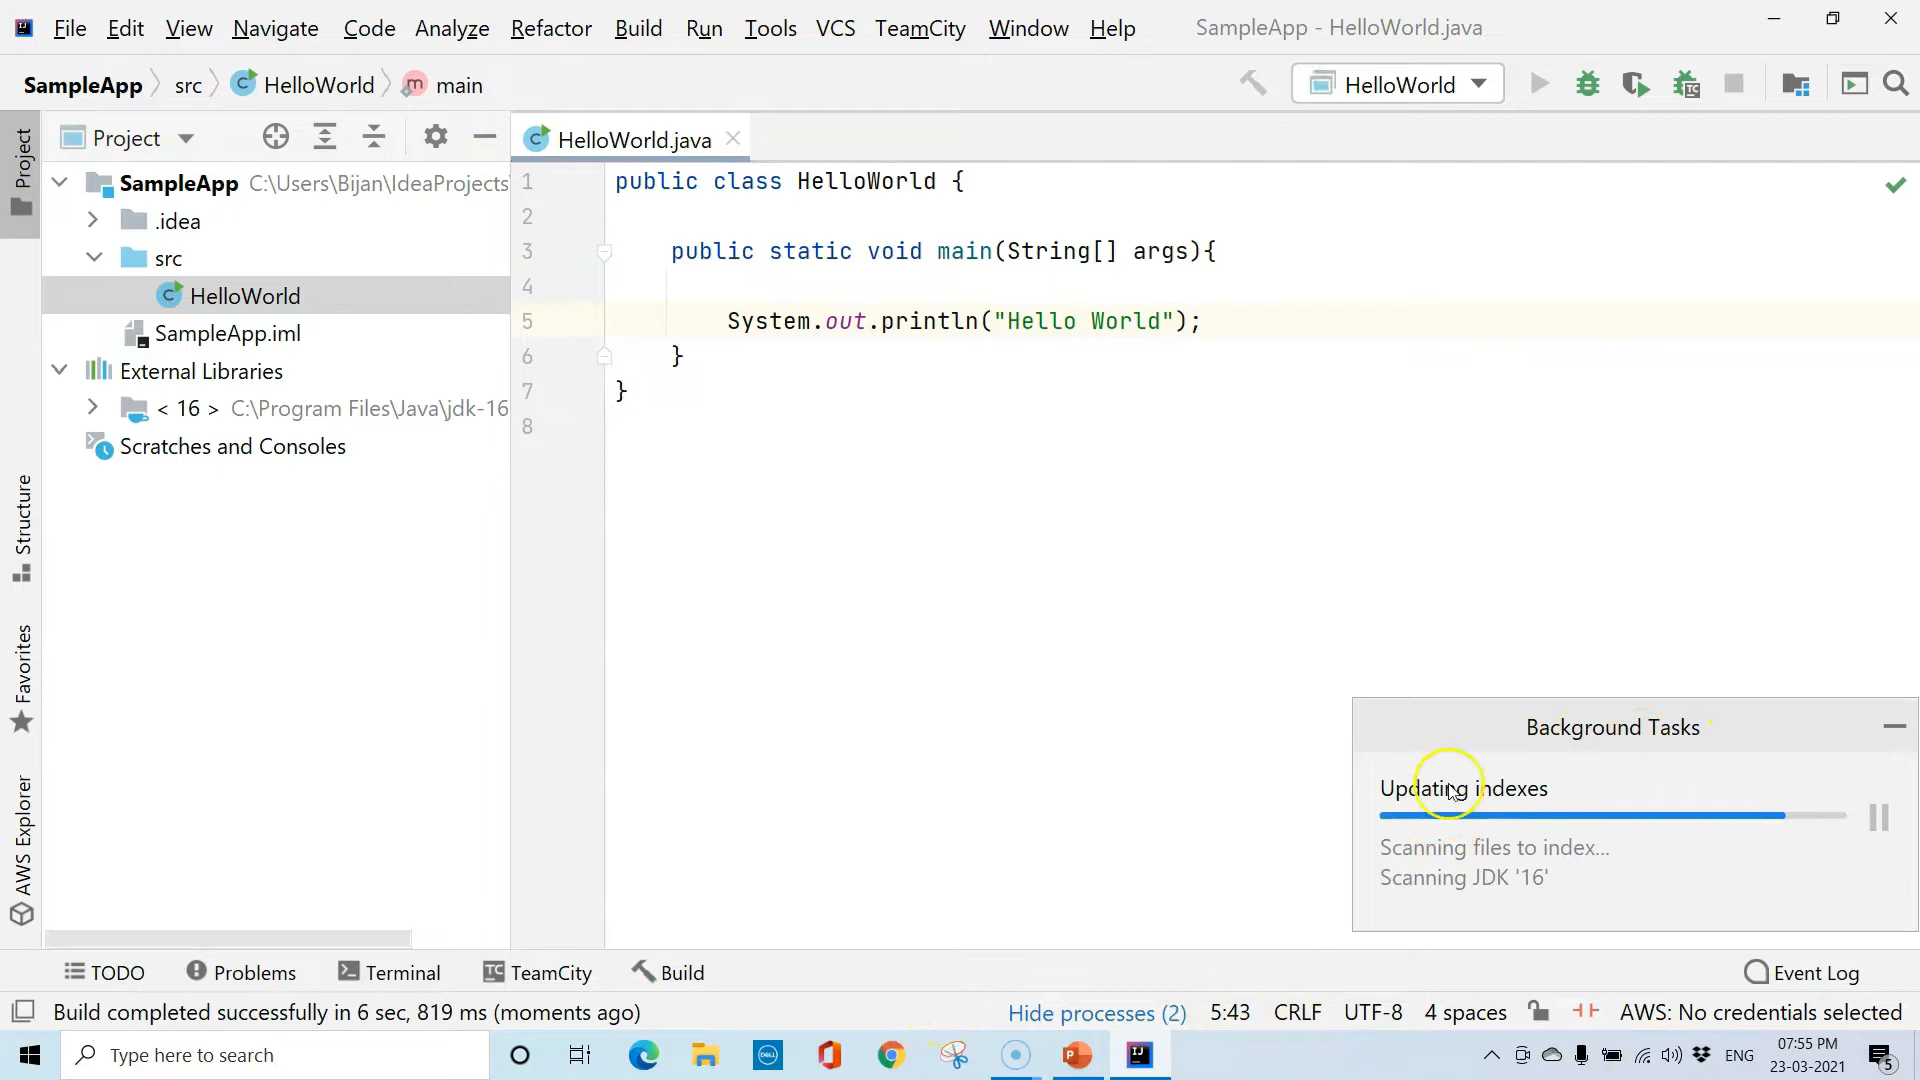 File Edit View Navigate Code Analyze Refactor Build Run Tools VCS TeamCity Window Help SampleApp - HelloWorld.java
SampleApp src HelloWorld main HelloWorld
Project HelloWorld.java
SampleApp C:\Users\Bijan\IdeaProjects
.idea
src
HelloWorld
SampleApp.iml
External Libraries
< 16 > C:\Program Files\Java\jdk-16
Scratches and Consoles
Project
Structure
Favorites
AWS Explorer
1 public class HelloWorld {
2
3 public static void main(String[] args){
4
5 System.out.println("Hello World");
6 }
7 }
8
Background Tasks
Updating indexes
Scanning files to index...
Scanning JDK '16'
TODO Problems Terminal TeamCity Build Event Log
Build completed successfully in 6 sec, 819 ms (moments ago) Hide processes (2) 5:43 CRLF UTF-8 4 spaces AWS: No credentials selected
Type here to search ENG 07:55 PM
23-03-2021 5